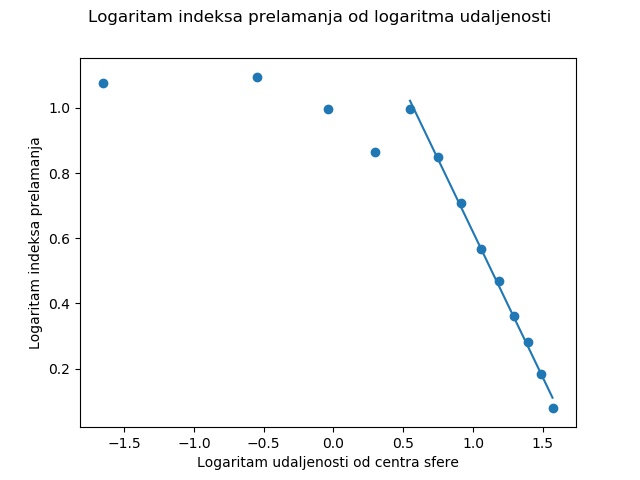 Logaritam indeksa prelamanja od logaritma udaljenosti
Logaritam indeksa prelamanja
1.0
0.8
0.6
0.4
0.2
−1.5 −1.0 −0.5 0.0 0.5 1.0 1.5
Logaritam udaljenosti od centra sfere